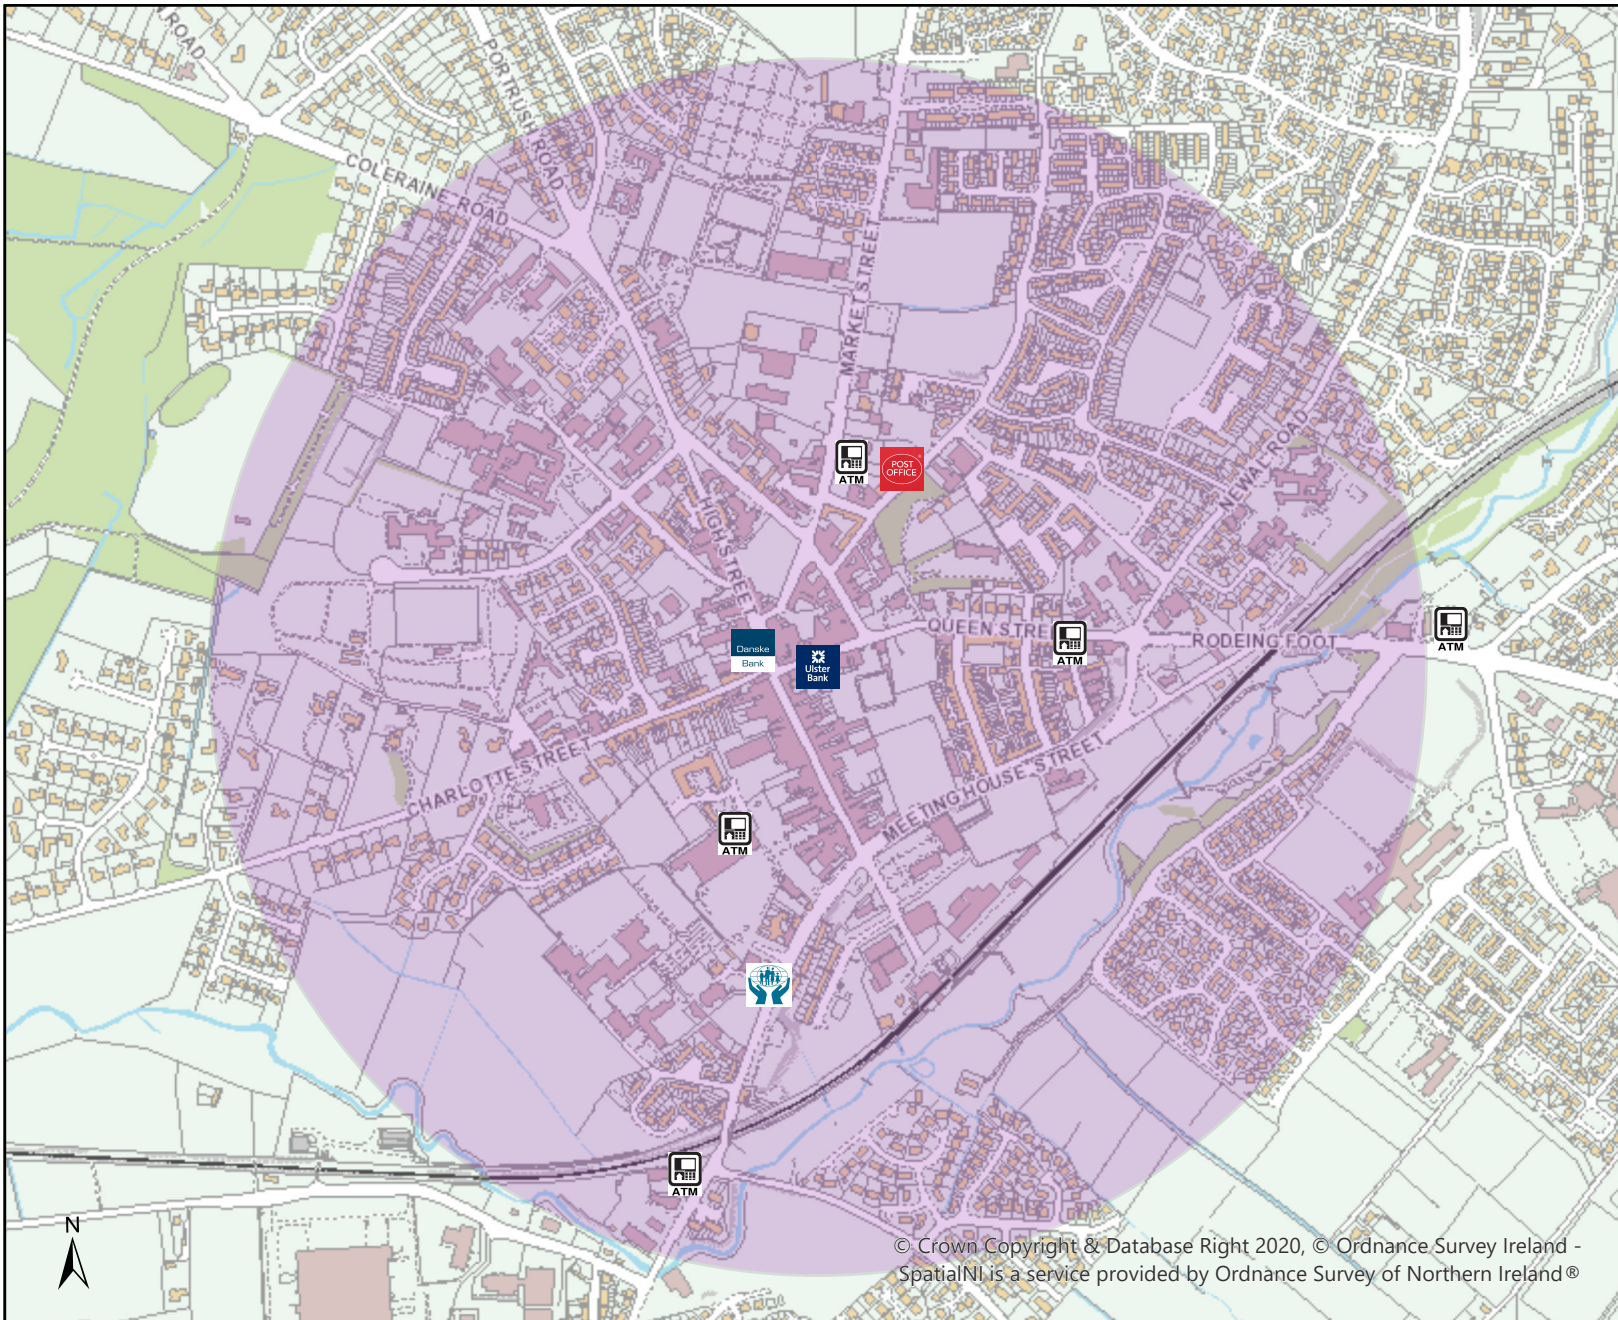 N ROAD
PORTRUSH ROAD
COLERAINE ROAD
MARKET STREET
ATM
POST
OFFICE
HIGH STREET
NEWAL ROAD
Danske
Bank
Ulster
Bank
QUEEN STRE
ATM
RODEING FOOT
ATM
CHARLOTTE STREET
MEETING HOUSE STREET
ATM
ATM
N
© Crown Copyright & Database Right 2020, © Ordnance Survey Ireland -
SpatialNI is a service provided by Ordnance Survey of Northern Ireland ®